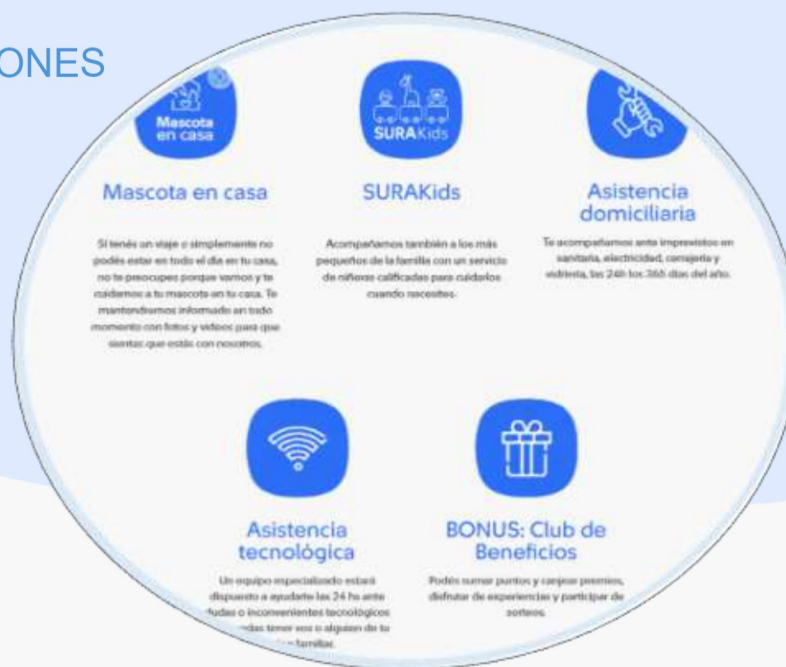 ONES
Mascota
en casa
SURAKids
Mascota en casa
SURAKids
Asistencia
domiciliaria
Si tenés un viaje o simplemente no
podés estar en todo el día en tu casa,
no te preocupes porque vamos y te
cuidamos a tu mascota en tu casa. Te
mantendremos informado en todo
momento con fotos y videos para que
sientas que estás con nosotros.
Acompañamos también a los más
pequeños de la familia con un servicio
de niñeras calificadas para cuidarlos
cuando necesites.
Te acompañamos ante imprevistos en
sanitaria, electricidad, cerrajería y
vidriería, las 24h los 365 días del año.
Asistencia
tecnológica
BONUS: Club de
Beneficios
Un equipo especializado estará
dispuesto a ayudarte las 24 hs ante
dudas o inconvenientes tecnológicos
tener vos o alguien de tu
familia.
Podés sumar puntos y canjear premios,
disfrutar de experiencias y participar de
sorteos.